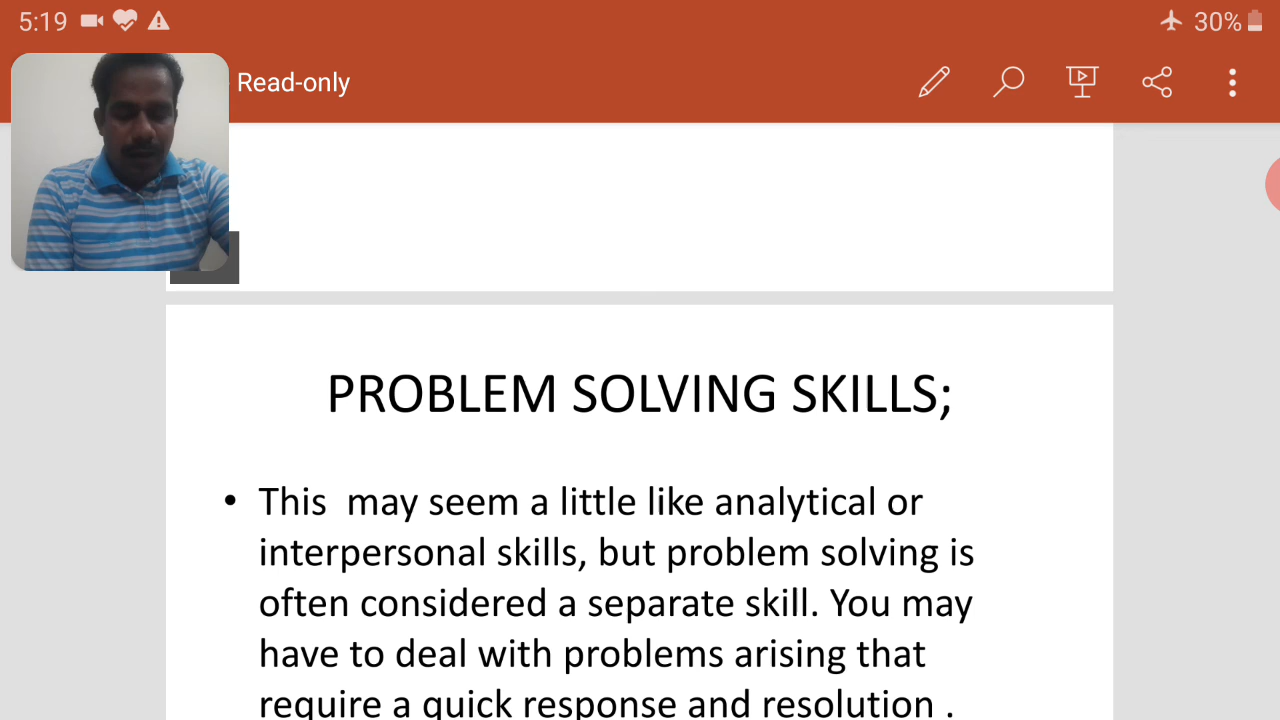 5:19
30%
Read-only
PROBLEM SOLVING SKILLS;
• This may seem a little like analytical or
interpersonal skills, but problem solving is
often considered a separate skill. You may
have to deal with problems arising that
require a quick response and resolution .